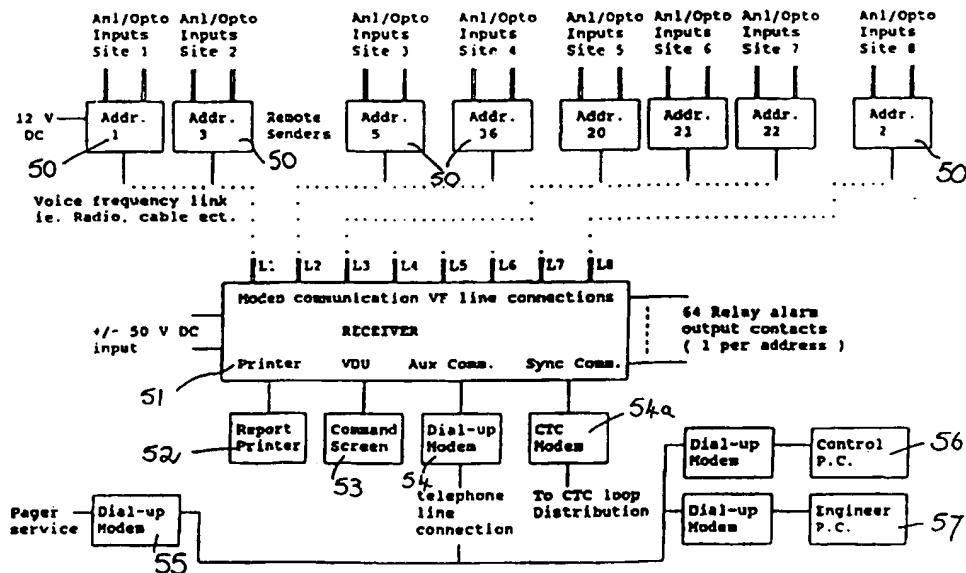 Anl/Opto Inputs Site 1
Anl/Opto Inputs Site 2
Anl/Opto Inputs Site 3
Anl/Opto Inputs Site 4
Anl/Opto Inputs Site 5
Anl/Opto Inputs Site 6
Anl/Opto Inputs Site 7
Anl/Opto Inputs Site 8
12 V DC
Addr. 1
Addr. 3
Remote Senders
Addr. 5
Addr. 36
Addr. 20
Addr. 21
Addr. 22
Addr. 2
50
50
50
50
Voice frequency link
ie. Radio, cable ect.
L1 L2 L3 L4 L5 L6 L7 L8
Modem communication VF line connections
+/- 50 V DC
input
RECEIVER
64 Relay alarm
output contacts
( 1 per address )
Printer VDU Aux Comm. Sync Comm.
51
Report Printer
52
Command Screen
53
Dial-up Modem
54
CTC Modem
54a
telephone
line
connection
To CTC loop
Distribution
Dial-up Modem
Control P.C.
56
Dial-up Modem
Engineer P.C.
57
Pager
service
Dial-up Modem
55